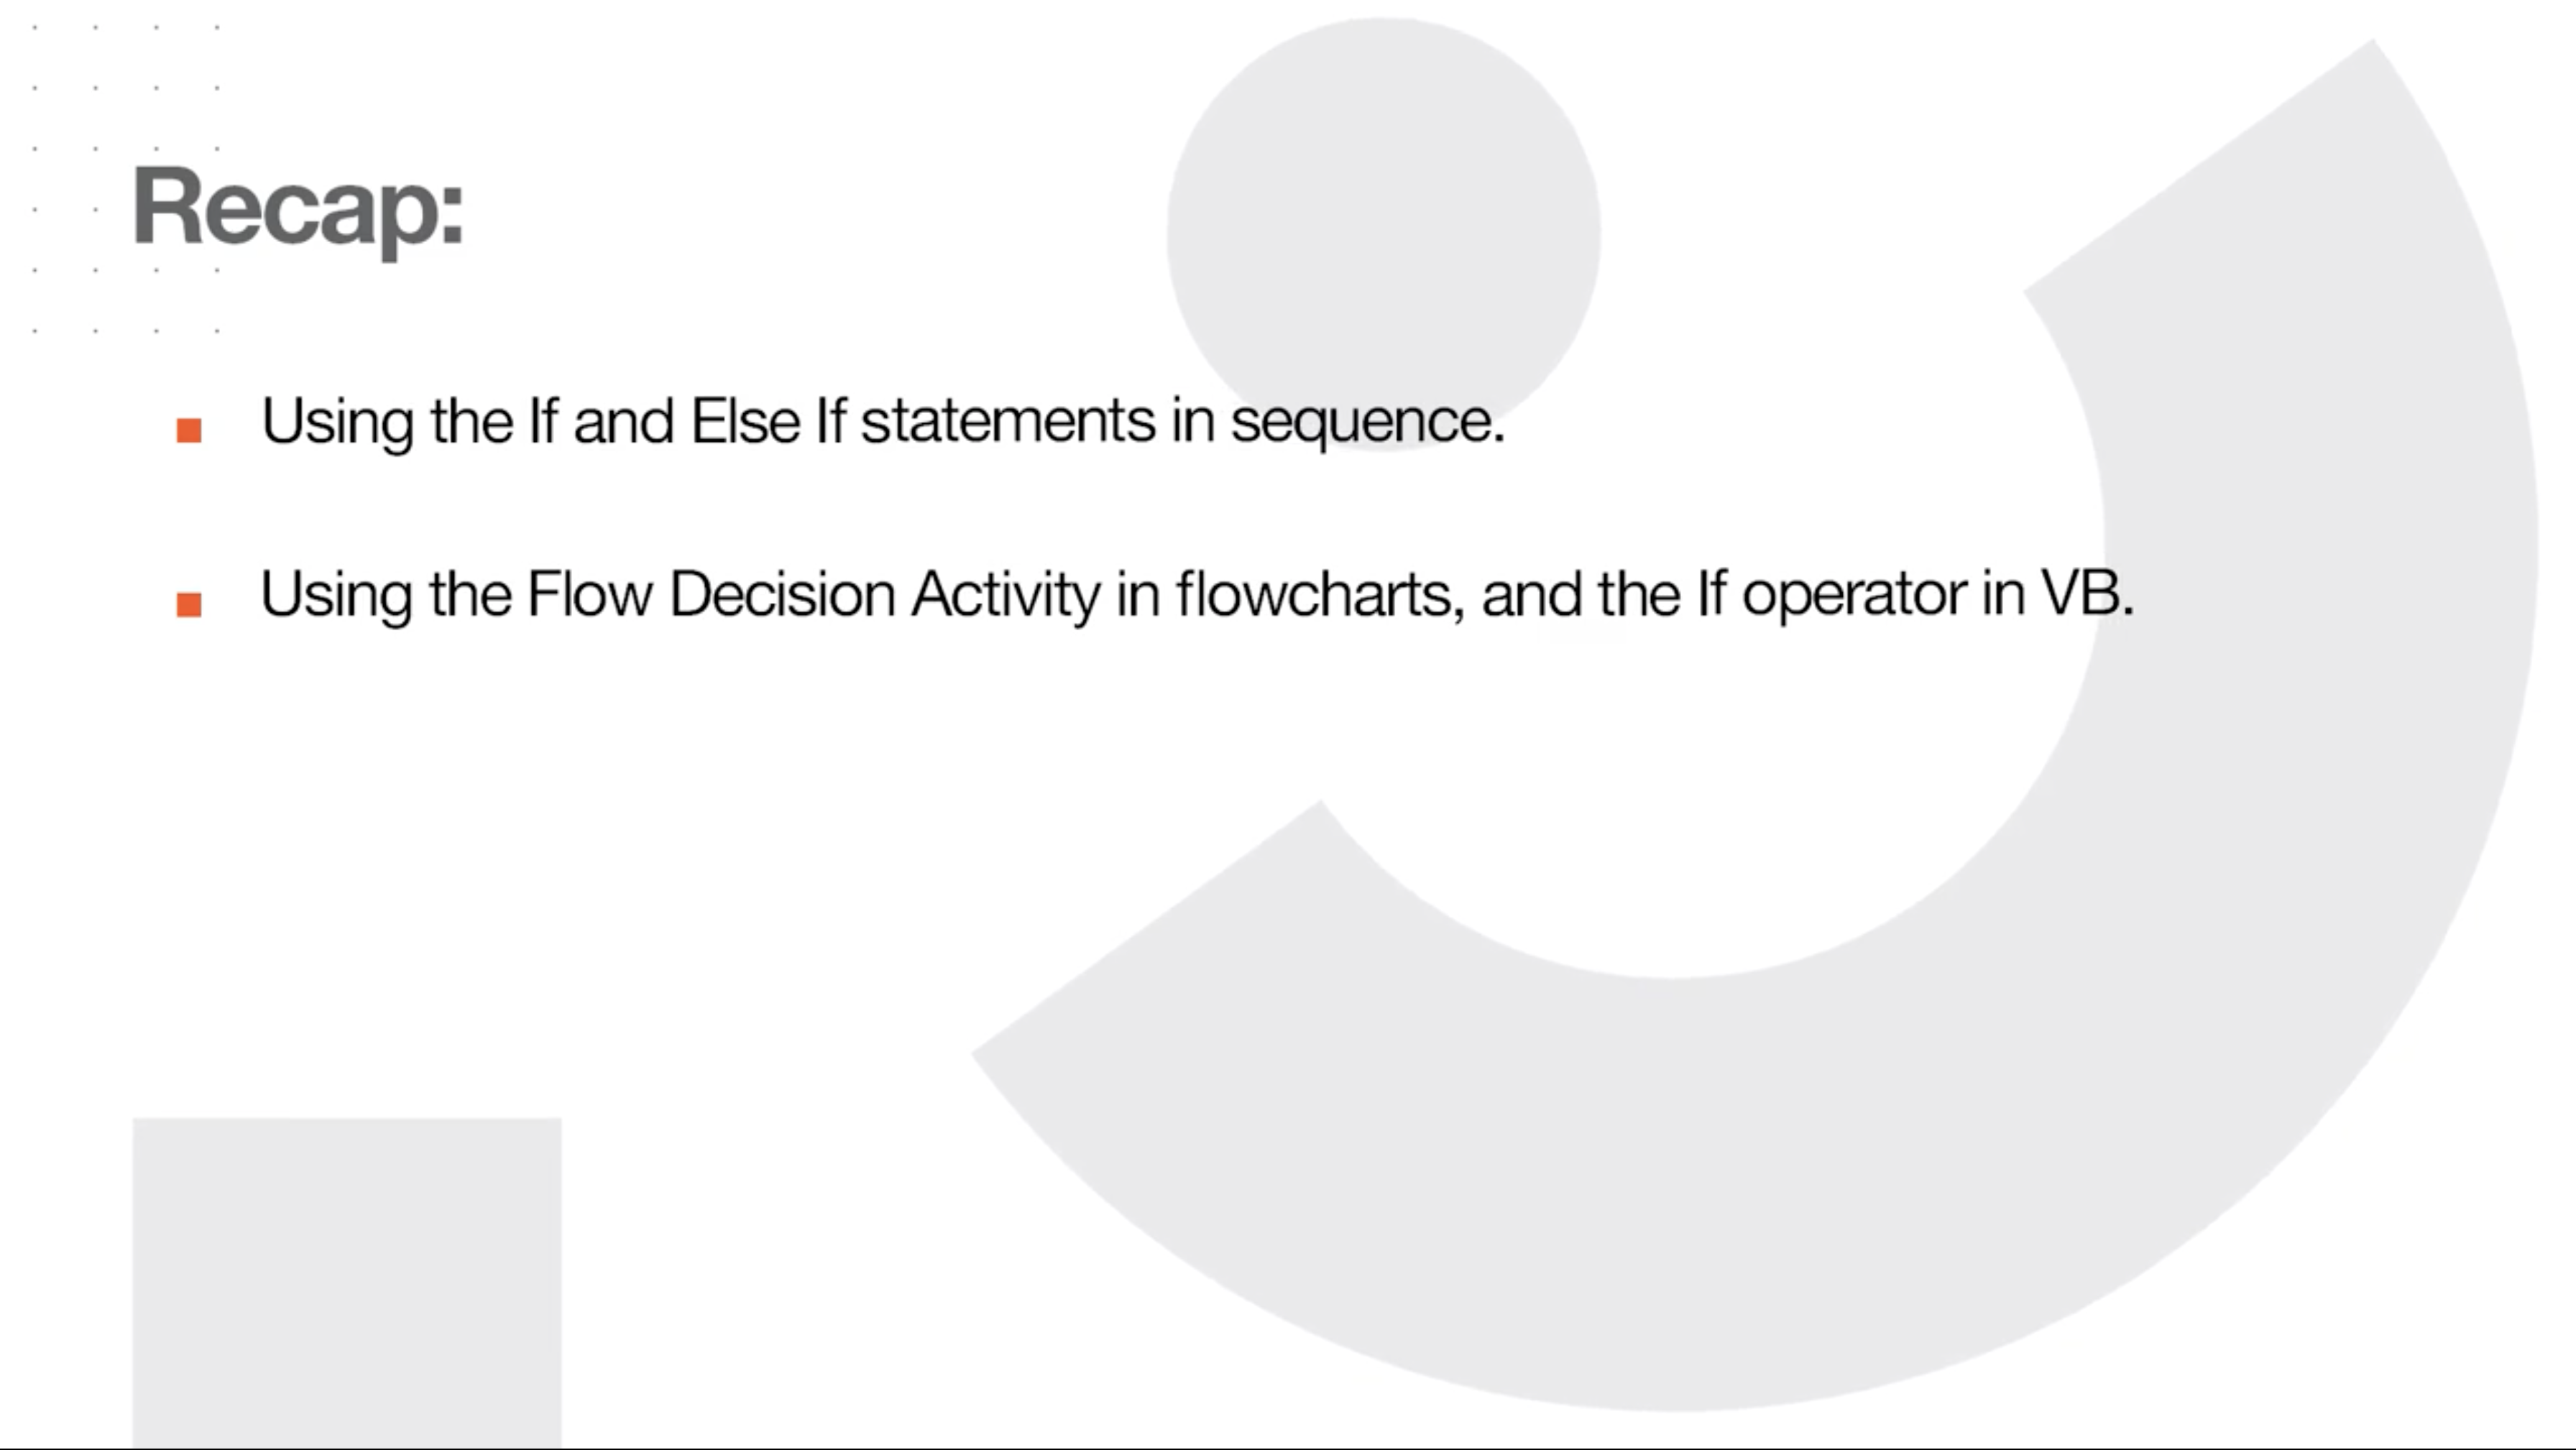 Recap:
Using the If and Else If statements in sequence.
Using the Flow Decision Activity in flowcharts, and the If operator in VB.